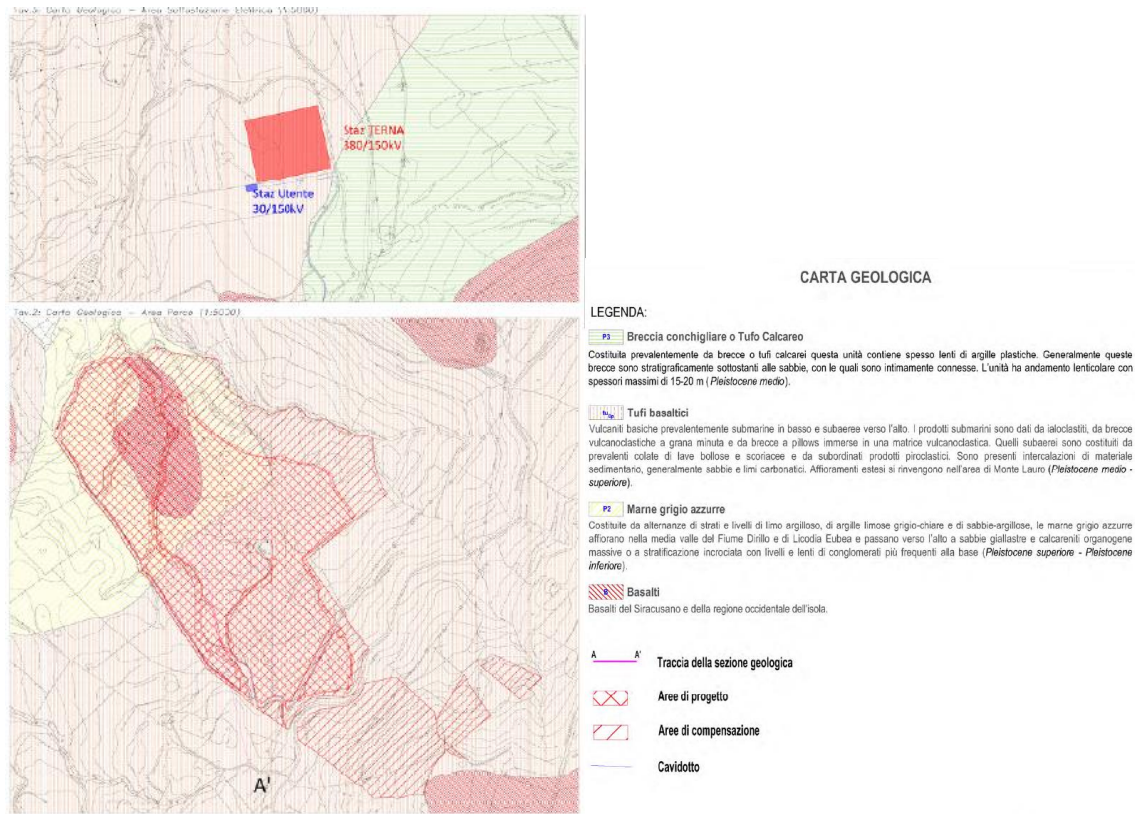 Tav.3: Carta Geologica - Area Sottostazione Elettrica (1:5000)
Staz TERNA
380/150kV
Staz Utente
30/150kV
Tav.2: Carta Geologica - Area Parco (1:5000)
A'
CARTA GEOLOGICA
LEGENDA:
P3 Breccia conchigliare o Tufo Calcareo
Costituita prevalentemente da brecce o tufi calcarei questa unità contiene spesso lenti di argille plastiche. Generalmente queste
brecce sono stratigraficamente sottostanti alle sabbie, con le quali sono intimamente connesse. L'unità ha andamento lenticolare con
spessori massimi di 15-20 m (Pleistocene medio).
Tufi basaltici
Vulcaniti basiche prevalentemente submarine in basso e subaeree verso l'alto. I prodotti submarini sono dati da ialoclastiti, da brecce
vulcanoclastiche a grana minuta e da brecce a pillows immerse in una matrice vulcanoclastica. Quelli subaerei sono costituiti da
prevalenti colate di lave bollose e scoriacee e da subordinati prodotti piroclastici. Sono presenti intercalazioni di materiale
sedimentario, generalmente sabbie e limi carbonatici. Affioramenti estesi si rinvengono nell'area di Monte Lauro (Pleistocene medio -
superiore).
P2 Marne grigio azzurre
Costituite da alternanze di strati e livelli di limo argilloso, di argille limose grigio-chiare e di sabbie-argillose, le marne grigio azzurre
affiorano nella media valle del Fiume Dirillo e di Licodia Eubea e passano verso l'alto a sabbie giallastre e calcareniti organogene
massive o a stratificazione incrociata con livelli e lenti di conglomerati più frequenti alla base (Pleistocene superiore - Pleistocene
inferiore).
B Basalti
Basalti del Siracusano e della regione occidentale dell'isola.
A A'
Traccia della sezione geologica
Aree di progetto
Aree di compensazione
Cavidotto